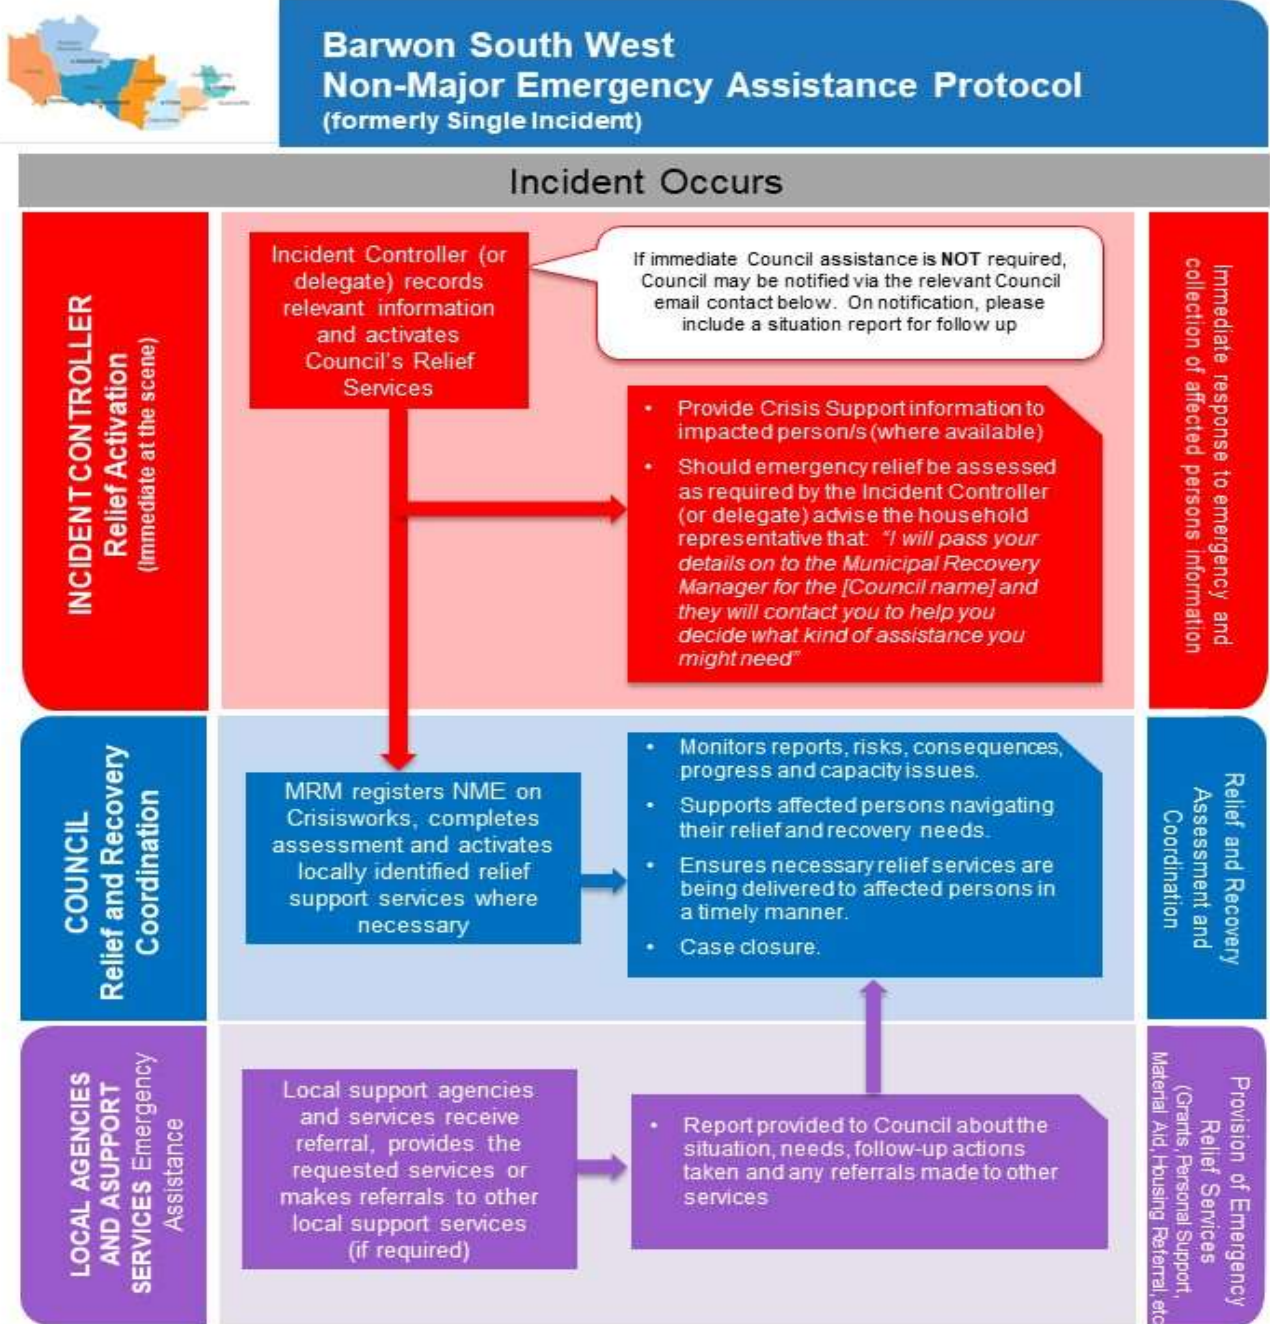 Barwon South West
Non-Major Emergency Assistance Protocol
(formerly Single Incident)
Incident Occurs
INCIDENT CONTROLLER
Relief Activation
(Immediate at the scene)
Incident Controller (or
delegate) records
relevant information
and activates
Council's Relief
Services
If immediate Council assistance is NOT required,
Council may be notified via the relevant Council
email contact below. On notification, please
include a situation report for follow up
• Provide Crisis Support information to
impacted person/s (where available)
• Should emergency relief be assessed
as required by the Incident Controller
(or delegate) advise the household
representative that: "I will pass your
details on to the Municipal Recovery
Manager for the [Council name] and
they will contact you to help you
decide what kind of assistance you
might need"
Immediate response to emergency and
collection of affected persons information
COUNCIL
Relief and Recovery
Coordination
MRM registers NME on
Crisisworks, completes
assessment and activates
locally identified relief
support services where
necessary
• Monitors reports, risks, consequences,
progress and capacity issues.
• Supports affected persons navigating
their relief and recovery needs.
• Ensures necessary relief services are
being delivered to affected persons in
a timely manner.
• Case closure.
Relief and Recovery
Assessment and
Coordination
LOCAL AGENCIES
AND ASUPPORT
SERVICES Emergency
Assistance
Local support agencies
and services receive
referral, provides the
requested services or
makes referrals to other
local support services
(if required)
• Report provided to Council about the
situation, needs, follow-up actions
taken and any referrals made to other
services
Provision of Emergency
Relief Services
(Grants, Personal Support,
Material Aid, Housing Referral, etc